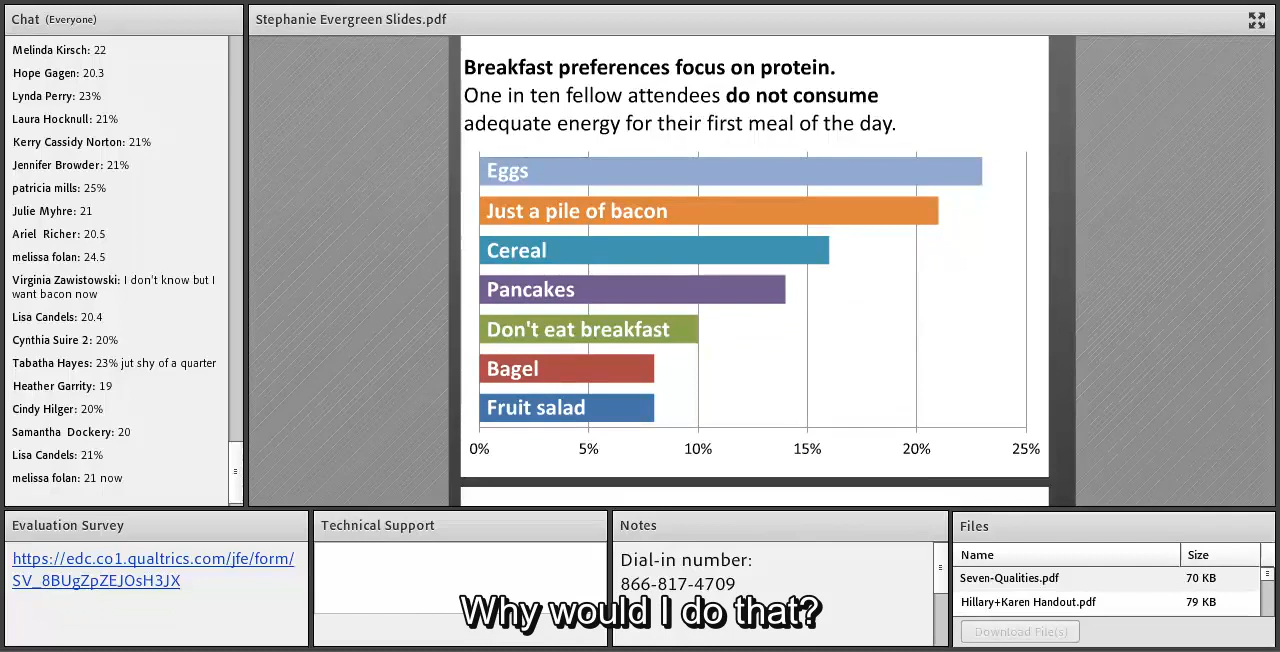 Chat (Everyone)
Melinda Kirsch: 22
Hope Gagen: 20.3
Lynda Perry: 23%
Laura Hocknull: 21%
Kerry Cassidy Norton: 21%
Jennifer Browder: 21%
patricia mills: 25%
Julie Myhre: 21
Ariel Richer: 20.5
melissa folan: 24.5
Virginia Zawistowski: I don't know but I
want bacon now
Lisa Candels: 20.4
Cynthia Suire 2: 20%
Tabatha Hayes: 23% jut shy of a quarter
Heather Garrity: 19
Cindy Hilger: 20%
Samantha Dockery: 20
Lisa Candels: 21%
melissa folan: 21 now
Stephanie Evergreen Slides.pdf
Breakfast preferences focus on protein.
One in ten fellow attendees do not consume
adequate energy for their first meal of the day.
Eggs
Just a pile of bacon
Cereal
Pancakes
Don't eat breakfast
Bagel
Fruit salad
0% 5% 10% 15% 20% 25%
Evaluation Survey
https://edc.co1.qualtrics.com/jfe/form/
SV_8BUgZpZEJOsH3JX
Technical Support
Notes
Dial-in number:
866-817-4709
Files
Name Size
Seven-Qualities.pdf 70 KB
Hillary+Karen Handout.pdf 79 KB
Download File(s)
Why would I do that?